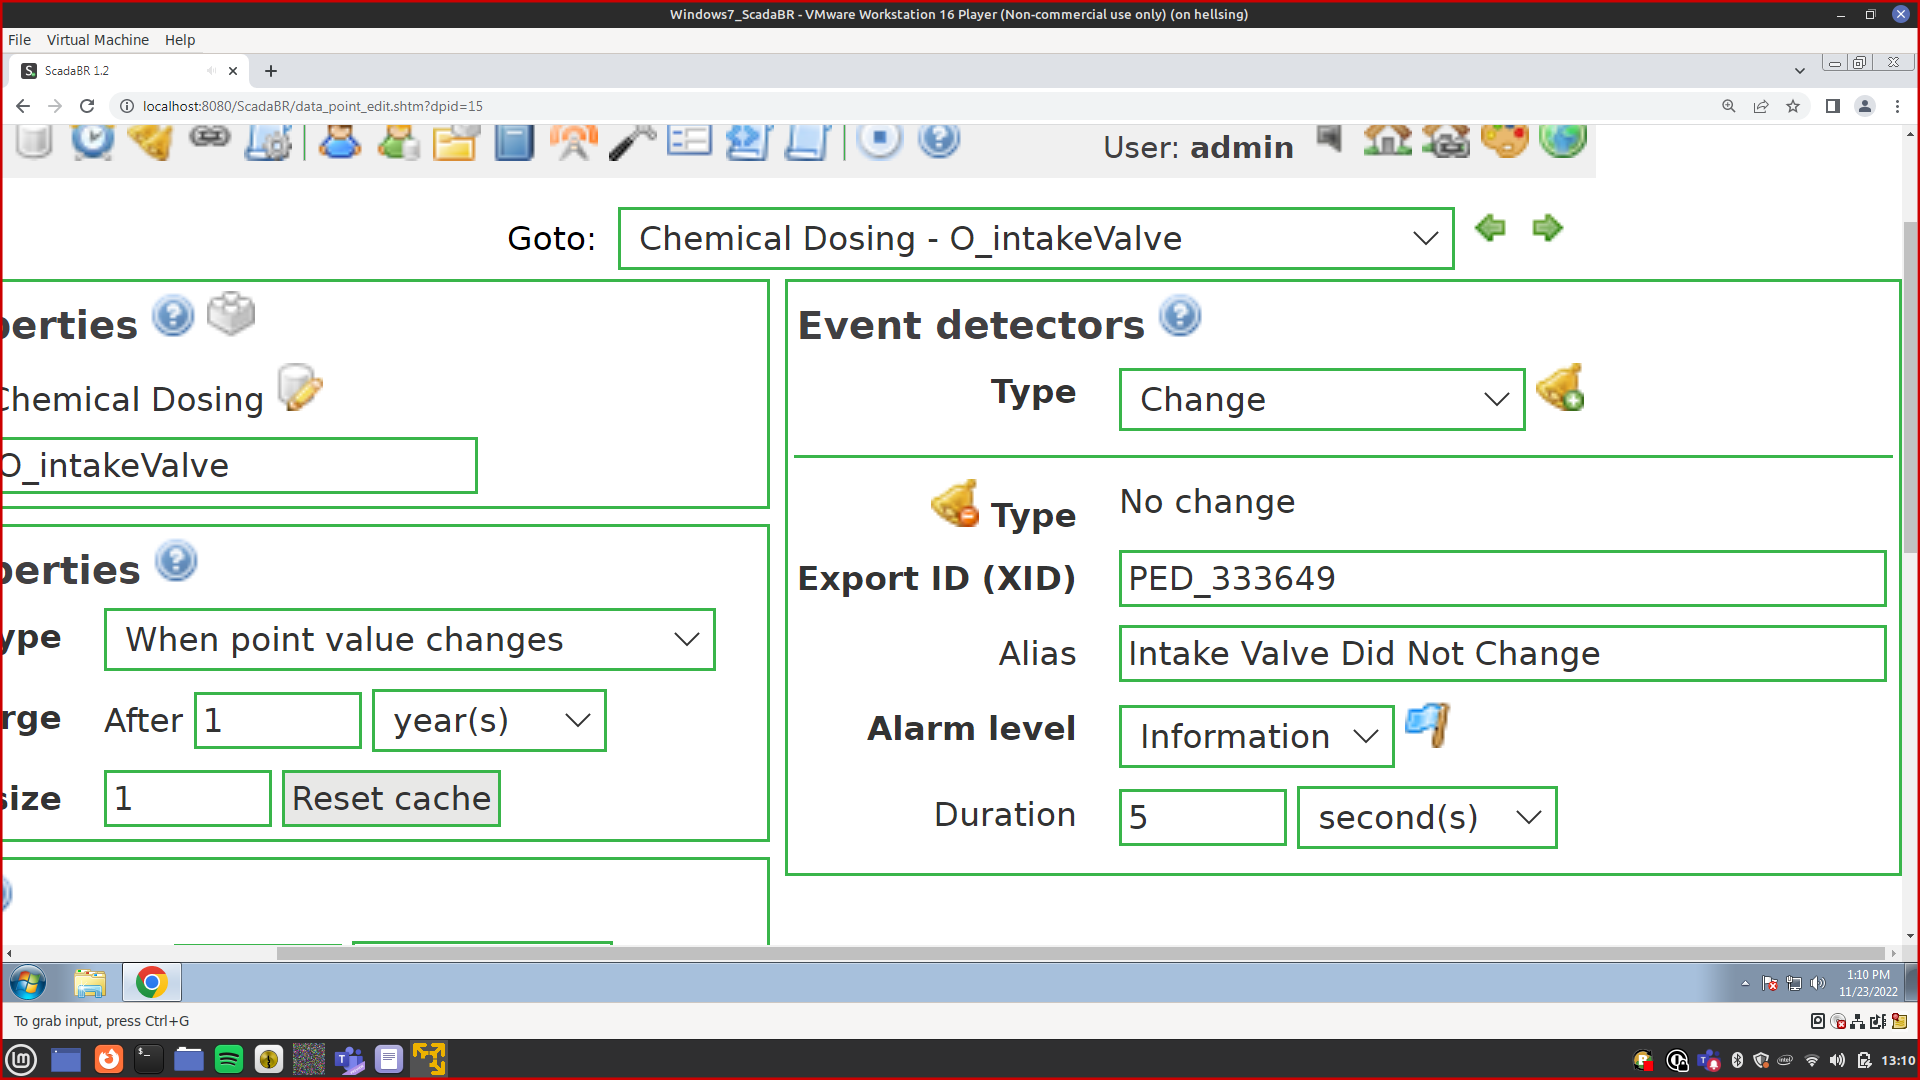 Windows7_ScadaBR - VMware Workstation 16 Player (Non-commercial use only) (on hellsing)
File Virtual Machine Help
ScadaBR 1.2
localhost:8080/ScadaBR/data_point_edit.shtm?dpid=15
User: admin
Goto: Chemical Dosing - O_intakeValve
perties
Chemical Dosing
O_intakeValve
perties
ype When point value changes
rge After 1 year(s)
size 1 Reset cache
Event detectors
Type Change
Type No change
Export ID (XID) PED_333649
Alias Intake Valve Did Not Change
Alarm level Information
Duration 5 second(s)
1:10 PM
11/23/2022
To grab input, press Ctrl+G
13:10